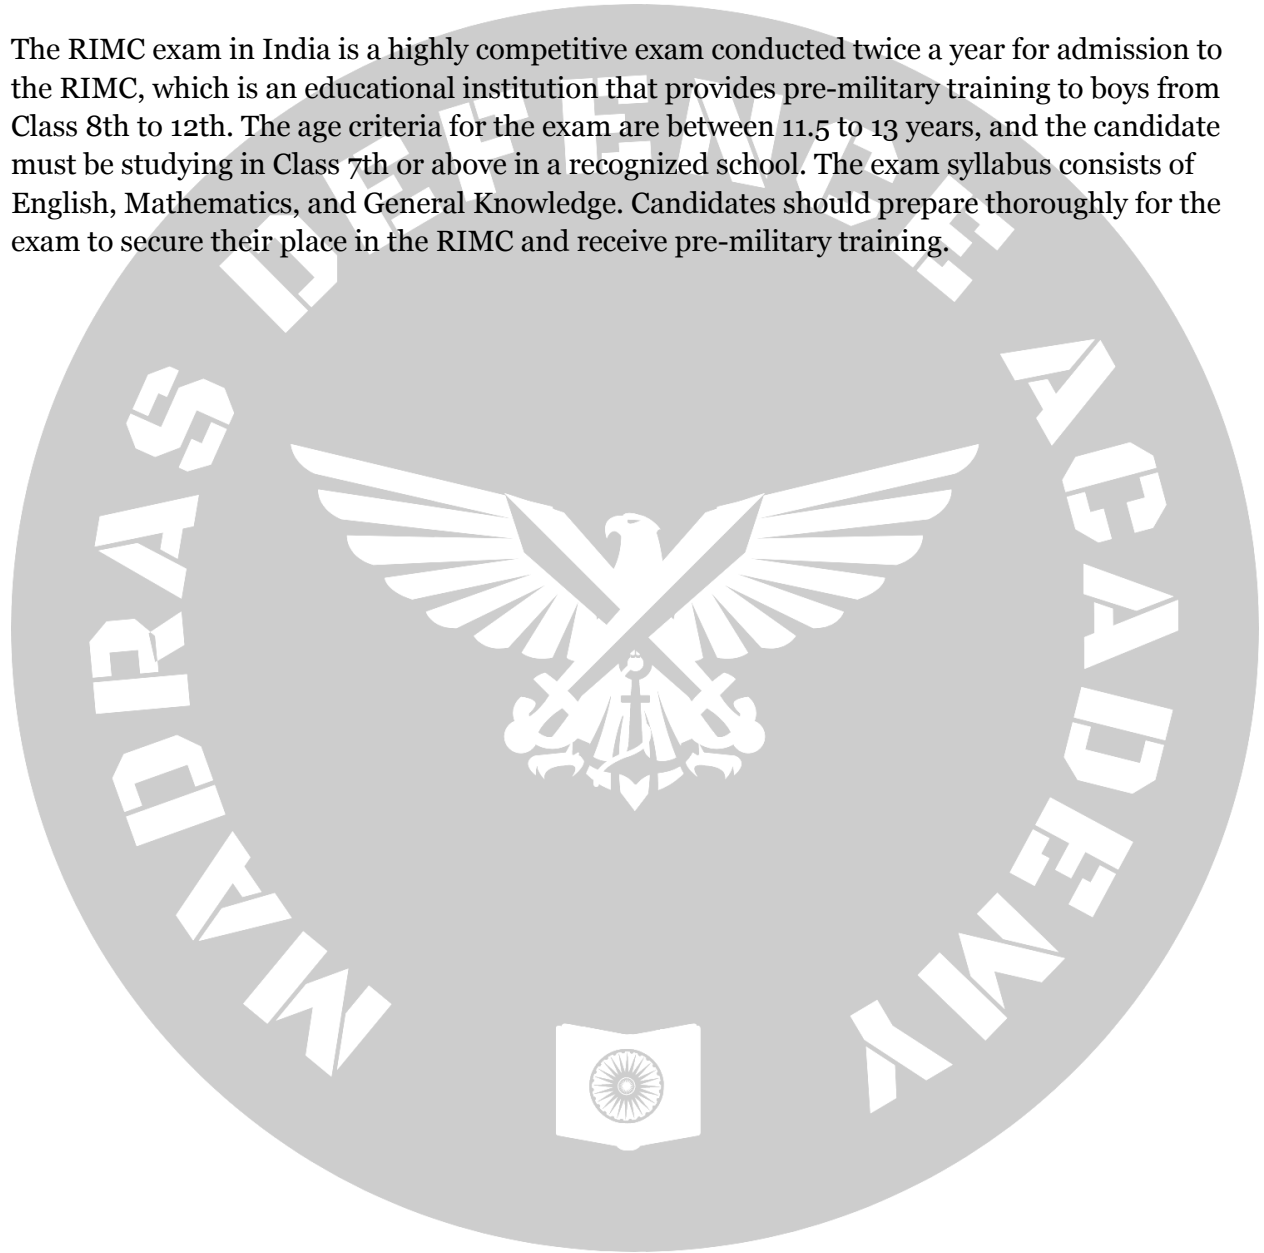 The RIMC exam in India is a highly competitive exam conducted twice a year for admission to
the RIMC, which is an educational institution that provides pre-military training to boys from
Class 8th to 12th. The age criteria for the exam are between 11.5 to 13 years, and the candidate
must be studying in Class 7th or above in a recognized school. The exam syllabus consists of
English, Mathematics, and General Knowledge. Candidates should prepare thoroughly for the
exam to secure their place in the RIMC and receive pre-military training.
MADRAS DEFENCE ACADEMY